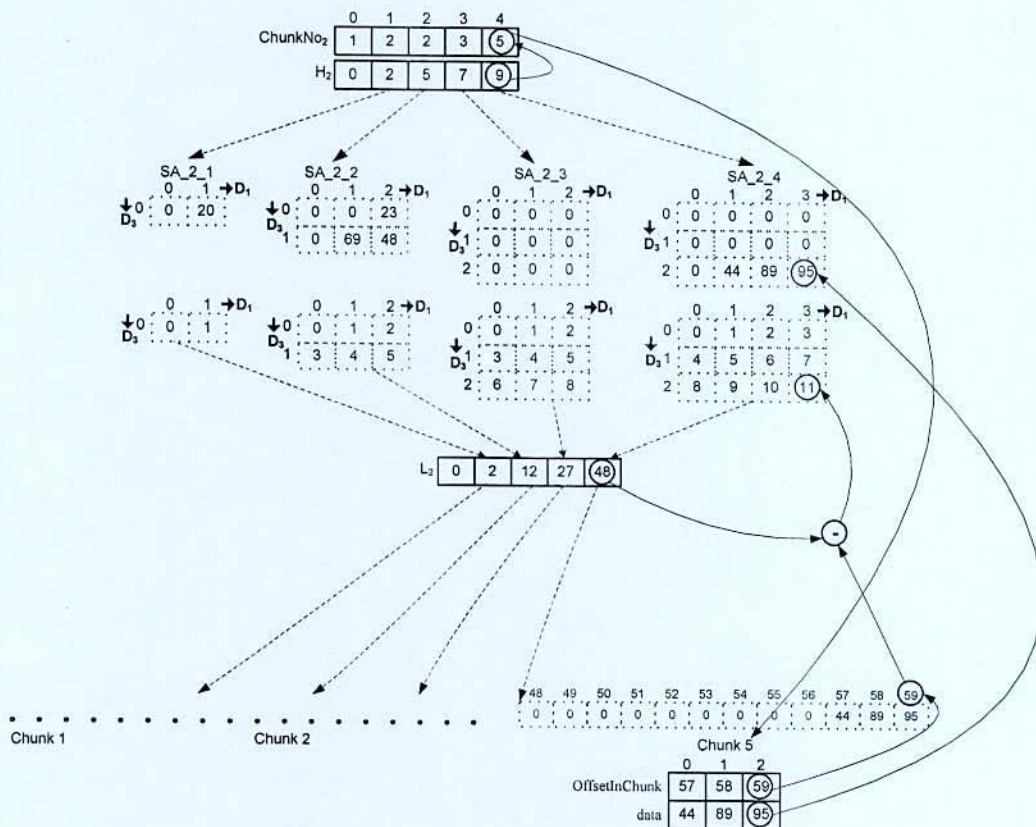 0 1 2 3 4
ChunkNo2 1 2 2 3 5
H2 0 2 5 7 9
SA_2_1 SA_2_2 SA_2_3 SA_2_4
0 1 D1 0 1 2 D1 0 1 2 D1 0 1 2 3 D1
D3 0 0 20 D3 0 0 0 23 D3 0 0 0 D3 0 0 0 0 0
1 0 69 48 1 0 0 0 1 0 0 0 0
2 0 0 0 2 0 44 89 95
0 1 D1 0 1 2 D1 0 1 2 D1 0 1 2 3 D1
D3 0 0 1 D3 0 0 1 2 D3 0 0 1 2 D3 0 0 1 2 3
1 3 4 5 1 3 4 5 1 4 5 6 7
2 6 7 8 2 8 9 10 11
L2 0 2 12 27 48
-
48 49 50 51 52 53 54 55 56 57 58 59
0 0 0 0 0 0 0 0 0 44 89 95
Chunk 1 Chunk 2 Chunk 5
0 1 2
OffsetInChunk 57 58 59
data 44 89 95